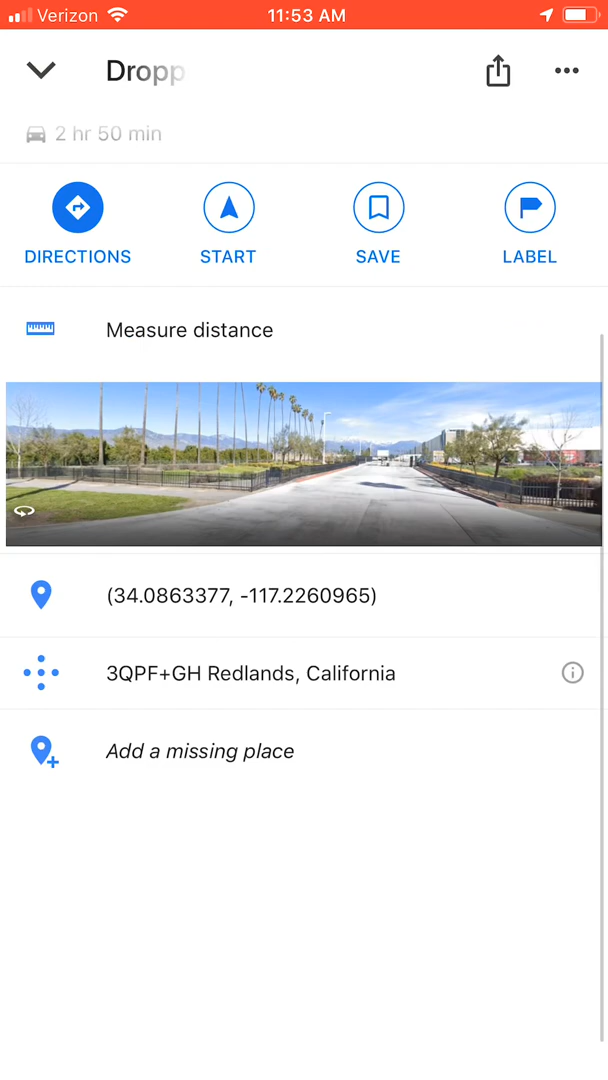 Verizon 11:53 AM
Dropp
2 hr 50 min
DIRECTIONS START SAVE LABEL
Measure distance
(34.0863377, -117.2260965)
3QPF+GH Redlands, California
Add a missing place